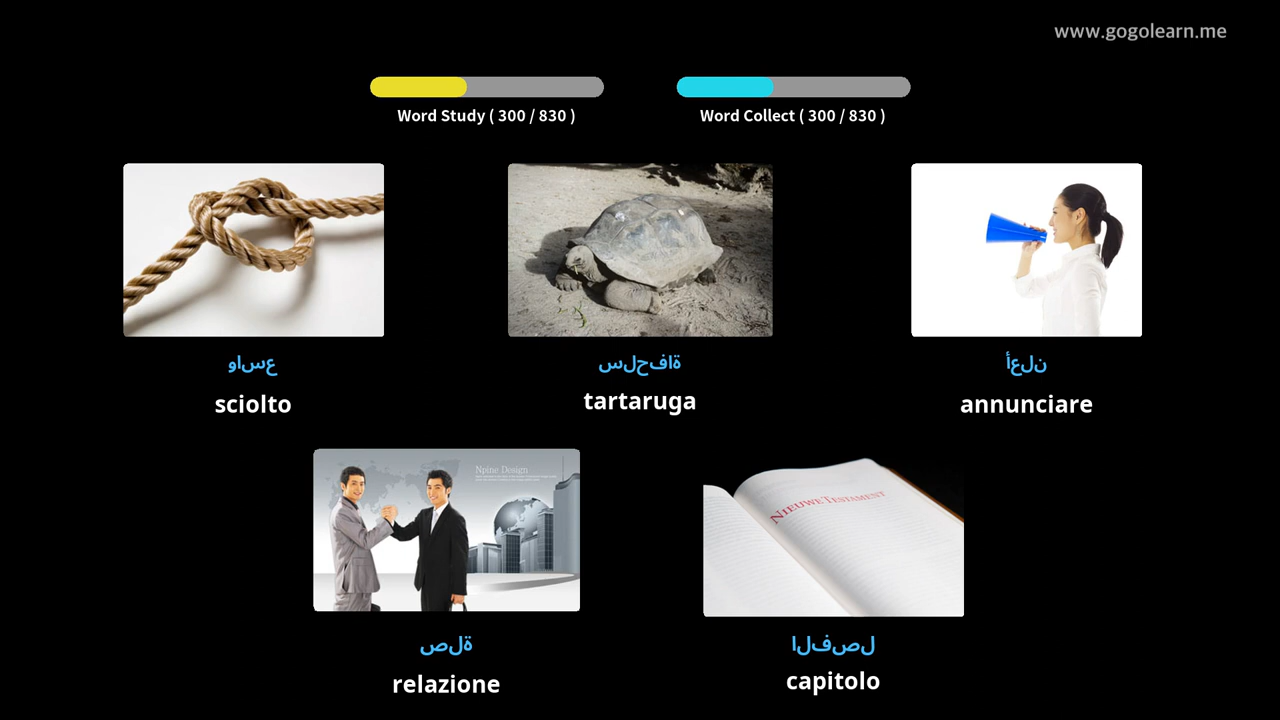 www.gogolearn.me
Word Study ( 300 / 830 )
Word Collect ( 300 / 830 )
واسع
سلحفاة
أعلن
sciolto
tartaruga
annunciare
Npine Design
NIEUWE TESTAMENT
صلة
الفصل
relazione
capitolo